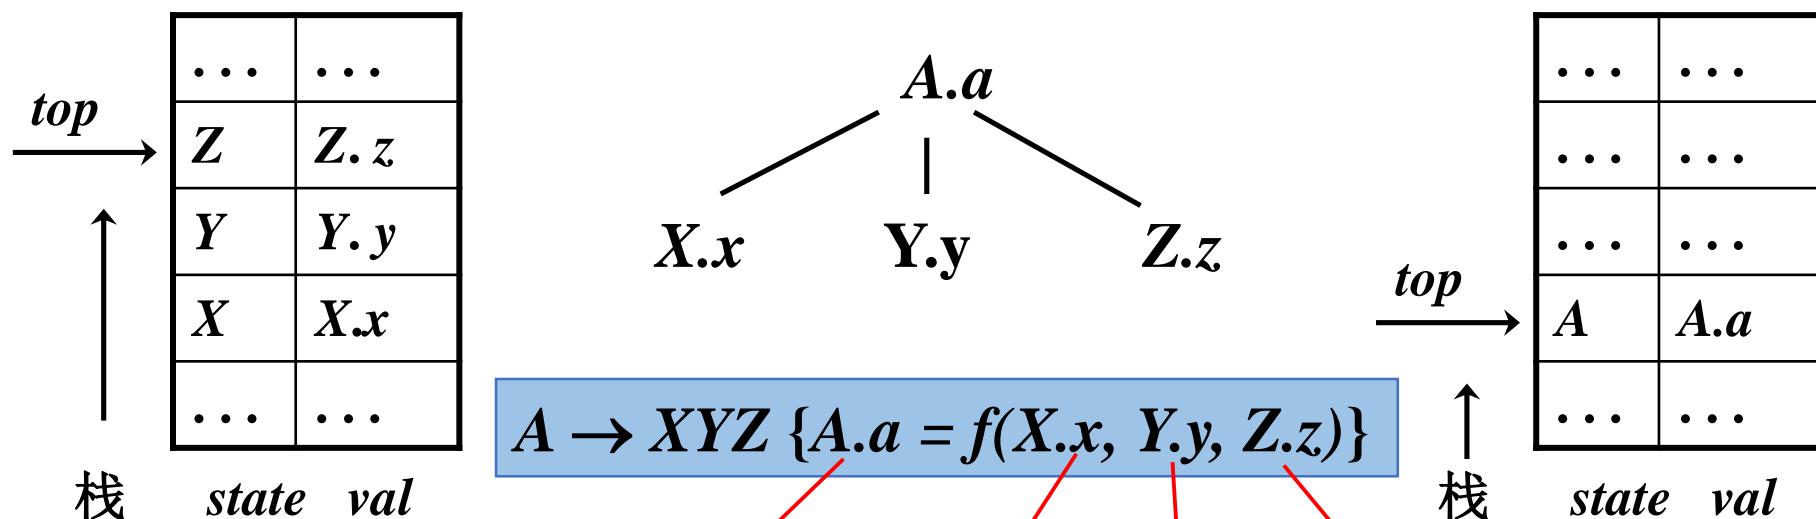 ... ...
top
Z Z. z
Y Y. y
X X.x
... ...
栈 state val
A.a
X.x Y.y Z.z
A → XYZ {A.a = f(X.x, Y.y, Z.z)}
... ...
... ...
... ...
top
A A.a
... ...
栈 state val